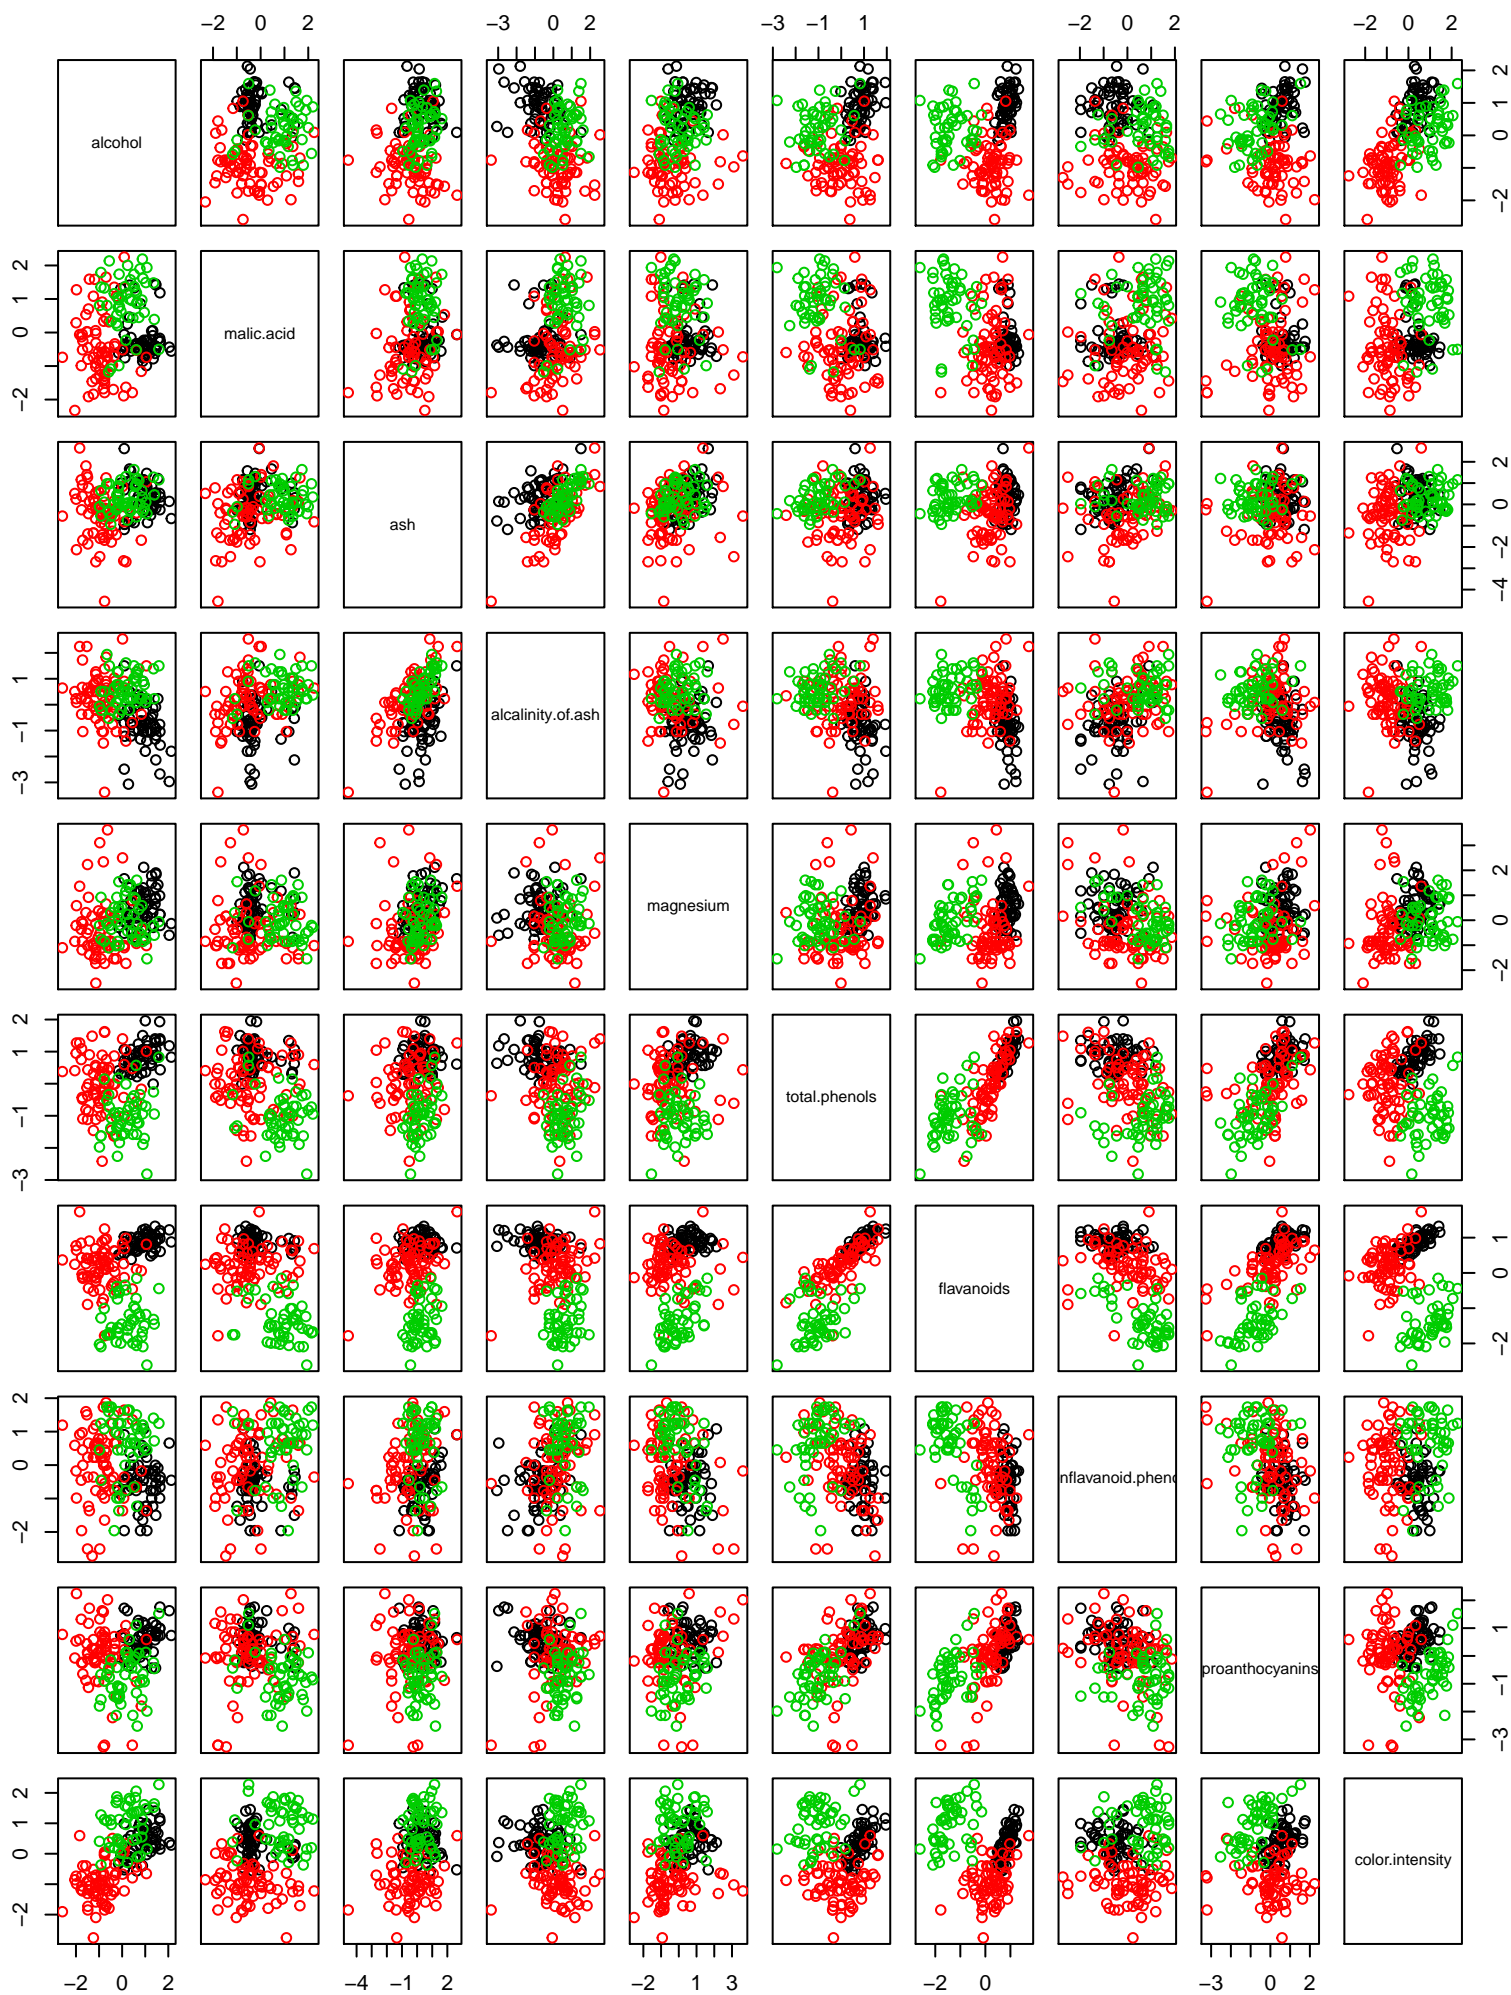 −2 0 2 −3 0 2 −3 −1 1 −2 0 2 −2 0 2
alcohol
−2 0 1 2
2 1 0 −2
malic.acid
ash
−4 −2 0 2
1 −1 −3
alcalinity.of.ash
magnesium
−2 0 2
2 1 −1 −3
total.phenols
flavanoids
−2 0 1
2 1 0 −2
nflavanoid.phen
proanthocyanins
−3 −1 1
2 1 0 −2
color.intensity
−2 0 2 −4 −1 2 −2 1 3 −2 0 −3 0 2